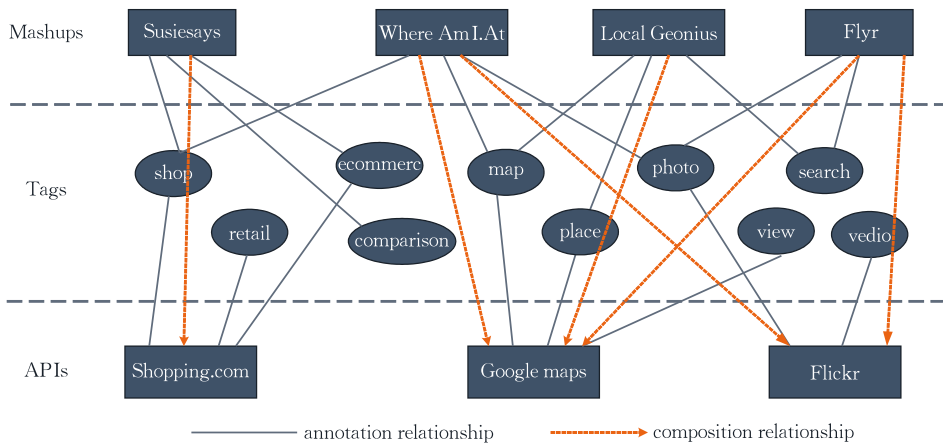 Mashups
Susiesays
Where AmI.At
Local Geonius
Flyr
Tags
shop
ecommerc
map
photo
search
retail
comparison
place
view
vedio
APIs
Shopping.com
Google maps
Flickr
annotation relationship
composition relationship